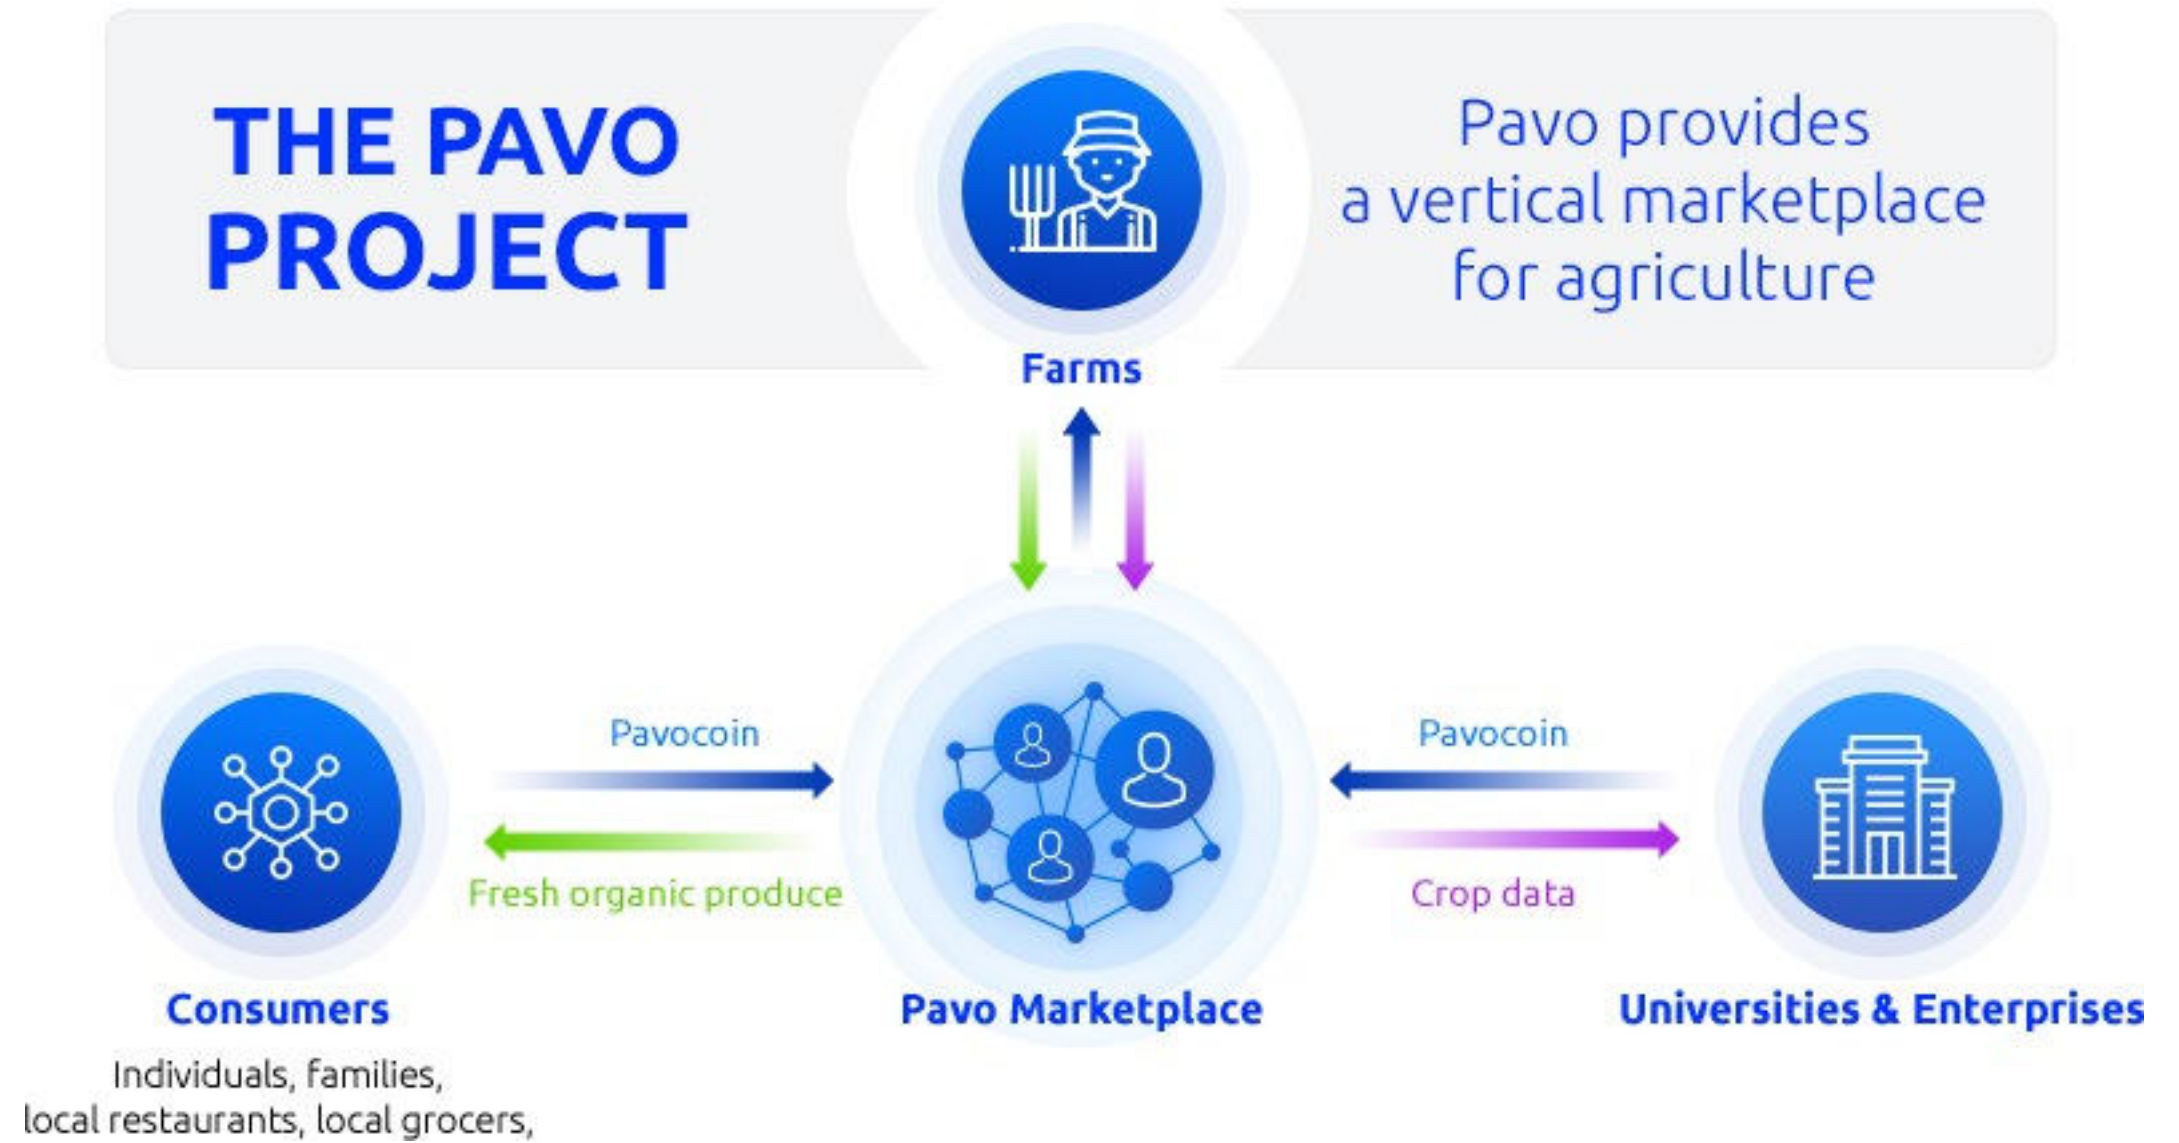 THE PAVO
PROJECT
Pavo provides
a vertical marketplace
for agriculture
Farms
Pavocoin
Fresh organic produce
Pavocoin
Crop data
Consumers
Pavo Marketplace
Universities & Enterprises
Individuals, families,
local restaurants, local grocers,